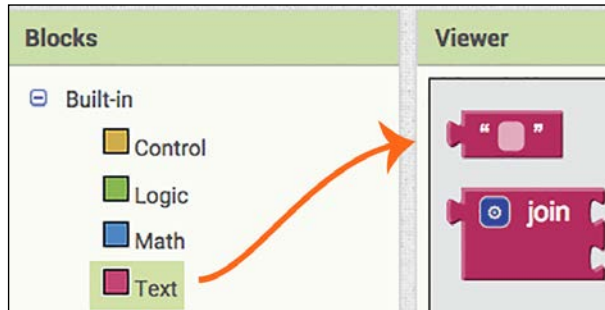 Blocks
Viewer
Built-in
Control
Logic
Math
Text
“ ”
join